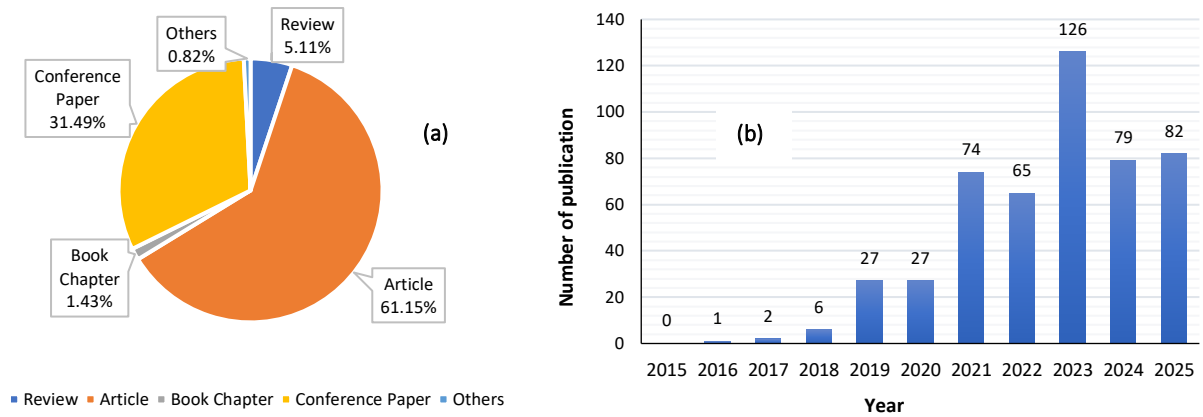 Others
0.82%
Review
5.11%
Conference
Paper
31.49%
(a)
Book
Chapter
1.43%
Article
61.15%
Review Article Book Chapter Conference Paper Others
Number of publication
140
120
100
80
60
40
20
0
(b)
0
1
2
6
27
27
74
65
126
79
82
2015 2016 2017 2018 2019 2020 2021 2022 2023 2024 2025
Year